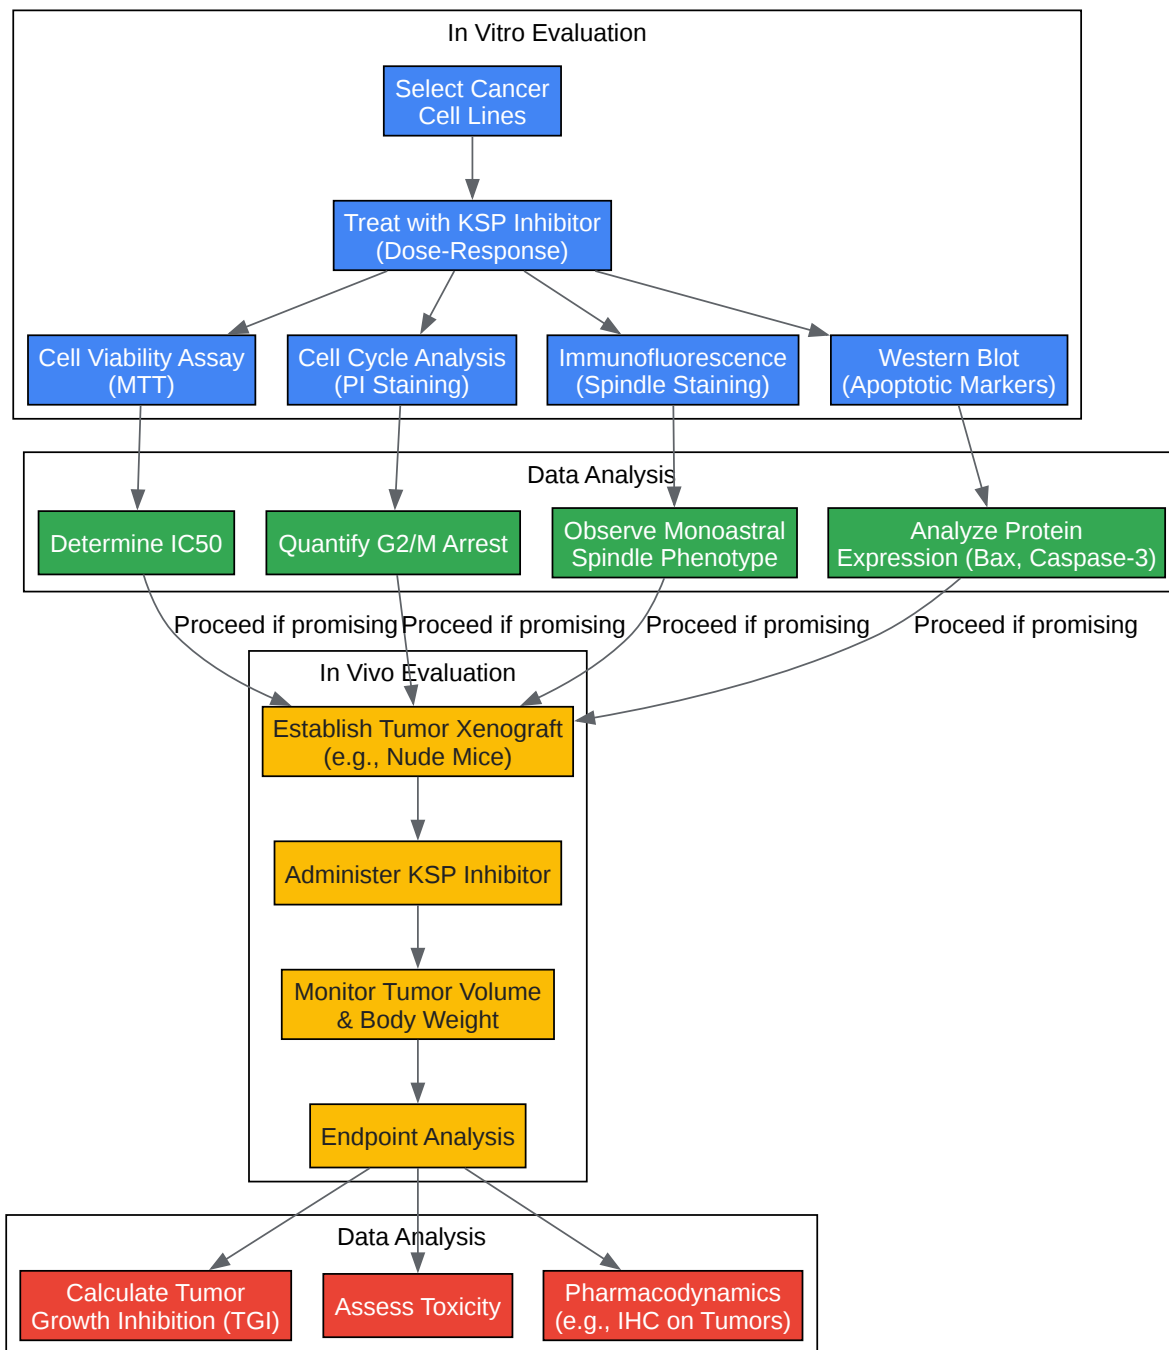 In Vitro Evaluation
Select Cancer
Cell Lines
Treat with KSP Inhibitor
(Dose-Response)
Cell Viability Assay
(MTT)
Cell Cycle Analysis
(PI Staining)
Immunofluorescence
(Spindle Staining)
Western Blot
(Apoptotic Markers)
Data Analysis
Determine IC50
Quantify G2/M Arrest
Observe Monoastral
Spindle Phenotype
Analyze Protein
Expression (Bax, Caspase-3)
Proceed if promising
Proceed if promising
Proceed if promising
Proceed if promising
In Vivo Evaluation
Establish Tumor Xenograft
(e.g., Nude Mice)
Administer KSP Inhibitor
Monitor Tumor Volume
& Body Weight
Endpoint Analysis
Data Analysis
Calculate Tumor
Growth Inhibition (TGI)
Assess Toxicity
Pharmacodynamics
(e.g., IHC on Tumors)